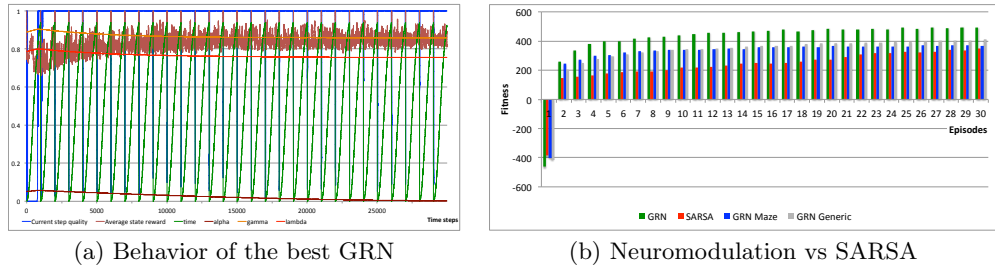 1
0.8
0.6
0.4
0.2
0
0 5000 10000 15000 20000 25000
Time steps
Current step quality Average state reward time alpha gamma lambda
(a) Behavior of the best GRN
600
400
200
0
-200
-400
-600
Fitness
1 2 3 4 5 6 7 8 9 10 11 12 13 14 15 16 17 18 19 20 21 22 23 24 25 26 27 28 29 30
Episodes
GRN SARSA GRN Maze GRN Generic
(b) Neuromodulation vs SARSA